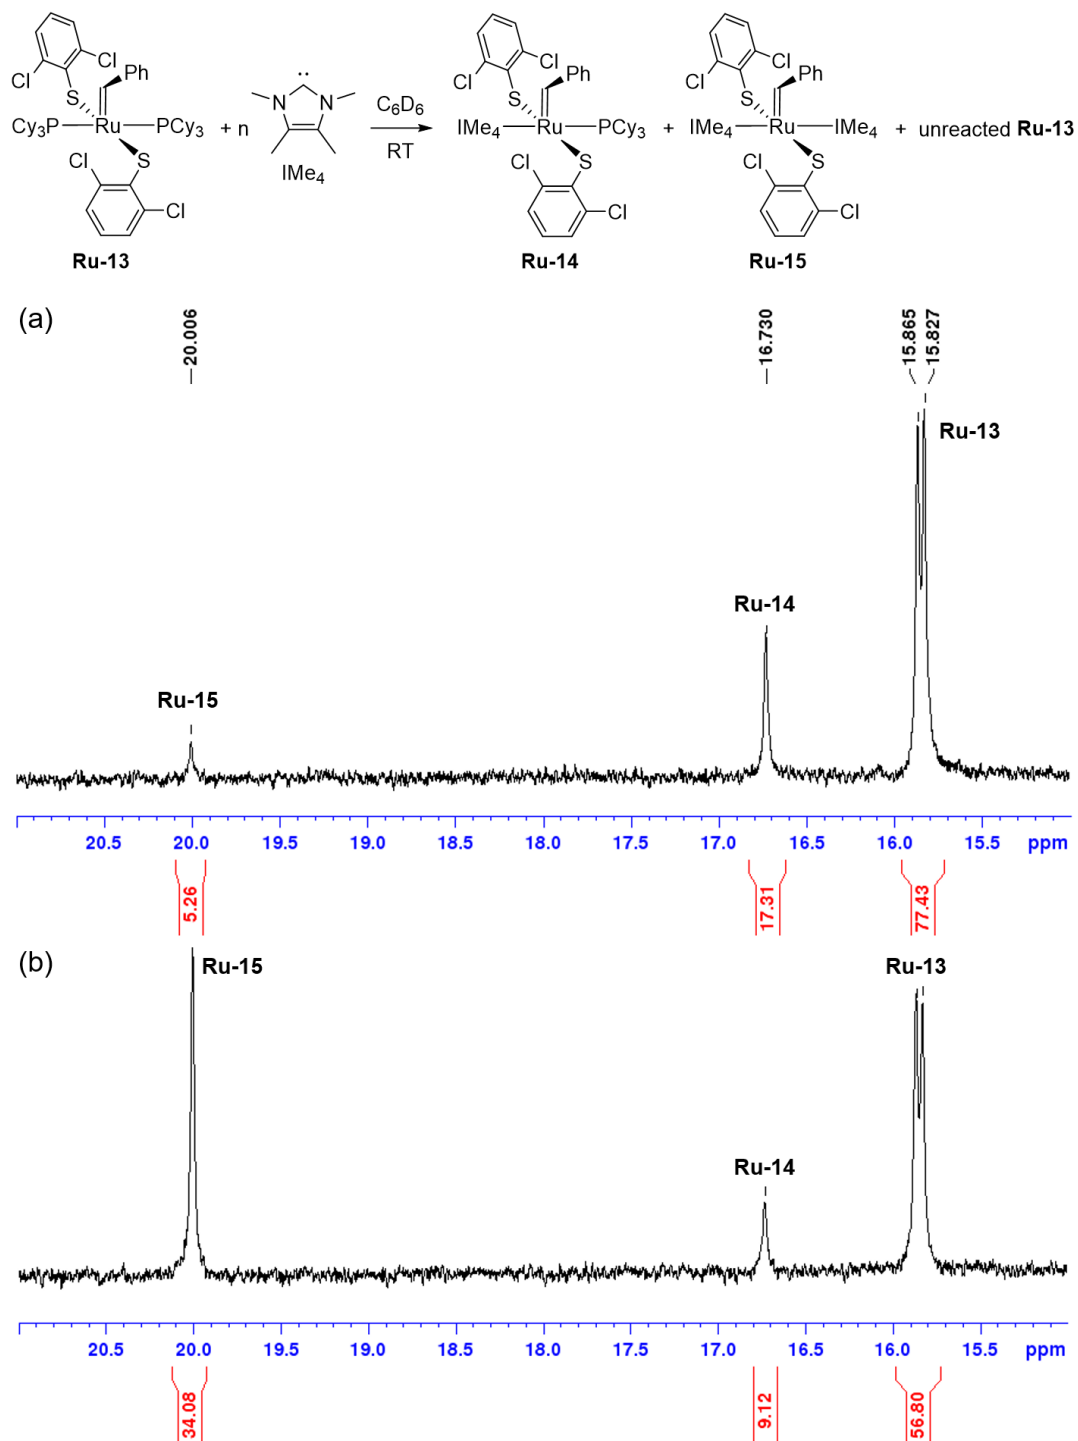 Cl
Cl
Ph
S
Cy₃P
Ru
PCy₃
S
Cl
Cl
Ru-13
+ n
N
N
IMe₄
C₆D₆
RT
Cl
Cl
Ph
S
IMe₄
Ru
PCy₃
S
Cl
Cl
Ru-14
+
Cl
Cl
Ph
S
IMe₄
Ru
IMe₄
S
Cl
Cl
Ru-15
+ unreacted Ru-13
(a)
20.006
16.730
15.865
15.827
Ru-13
Ru-14
Ru-15
20.5 20.0 19.5 19.0 18.5 18.0 17.5 17.0 16.5 16.0 15.5 ppm
5.26
17.31
77.43
(b)
Ru-15
Ru-13
Ru-14
20.5 20.0 19.5 19.0 18.5 18.0 17.5 17.0 16.5 16.0 15.5 ppm
34.08
9.12
56.80